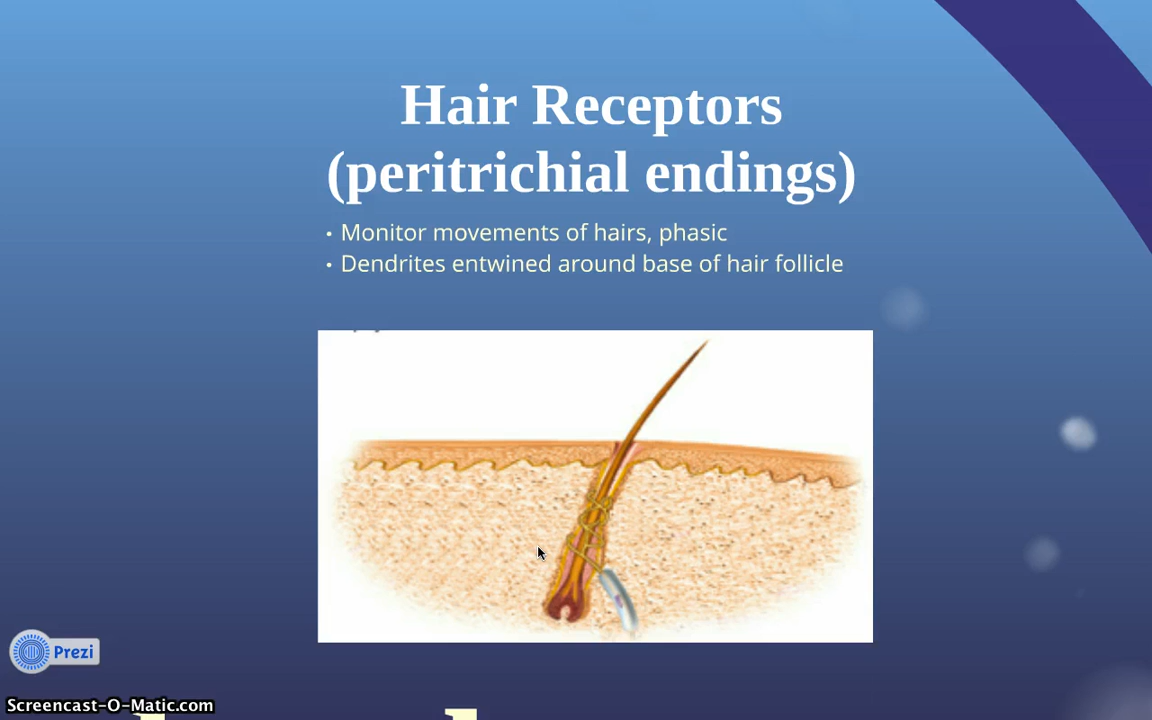 Hair Receptors
(peritrichial endings)
• Monitor movements of hairs, phasic
• Dendrites entwined around base of hair follicle
Prezi
Screencast-O-Matic.com